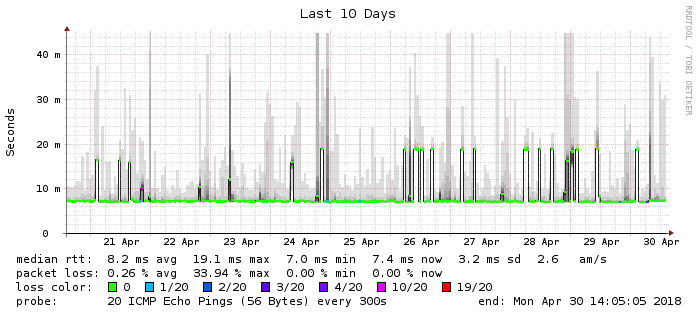 Last 10 Days
RRDTOOL / TOBI OETIKER
Seconds
40 m
30 m
20 m
10 m
0
21 Apr 22 Apr 23 Apr 24 Apr 25 Apr 26 Apr 27 Apr 28 Apr 29 Apr 30 Apr
median rtt: 8.2 ms avg 19.1 ms max 7.0 ms min 7.4 ms now 3.2 ms sd 2.6 am/s
packet loss: 0.26 % avg 33.94 % max 0.00 % min 0.00 % now
loss color: 0 1/20 2/20 3/20 4/20 10/20 19/20
probe: 20 ICMP Echo Pings (56 Bytes) every 300s end: Mon Apr 30 14:05:05 2018